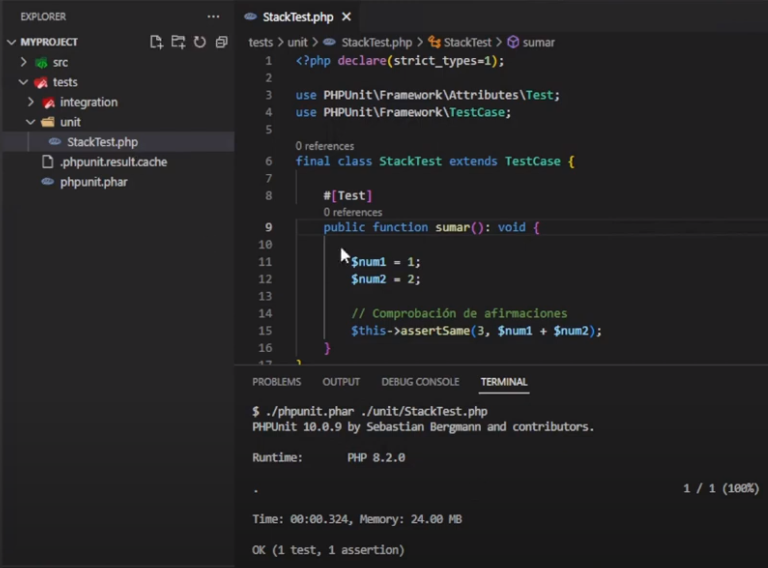 EXPLORER
MYPROJECT
src
tests
integration
unit
StackTest.php
.phpunit.result.cache
phpunit.phar
StackTest.php
tests > unit > StackTest.php > StackTest > sumar
1 <?php declare(strict_types=1);
2
3 use PHPUnit\Framework\Attributes\Test;
4 use PHPUnit\Framework\TestCase;
5
0 references
6 final class StackTest extends TestCase {
7
8 #[Test]
0 references
9 public function sumar(): void {
10
11 $num1 = 1;
12 $num2 = 2;
13
14 // Comprobación de afirmaciones
15 $this->assertSame(3, $num1 + $num2);
16 }
17 }
PROBLEMS OUTPUT DEBUG CONSOLE TERMINAL
$ ./phpunit.phar ./unit/StackTest.php
PHPUnit 10.0.9 by Sebastian Bergmann and contributors.
Runtime: PHP 8.2.0
. 1 / 1 (100%)
Time: 00:00.324, Memory: 24.00 MB
OK (1 test, 1 assertion)